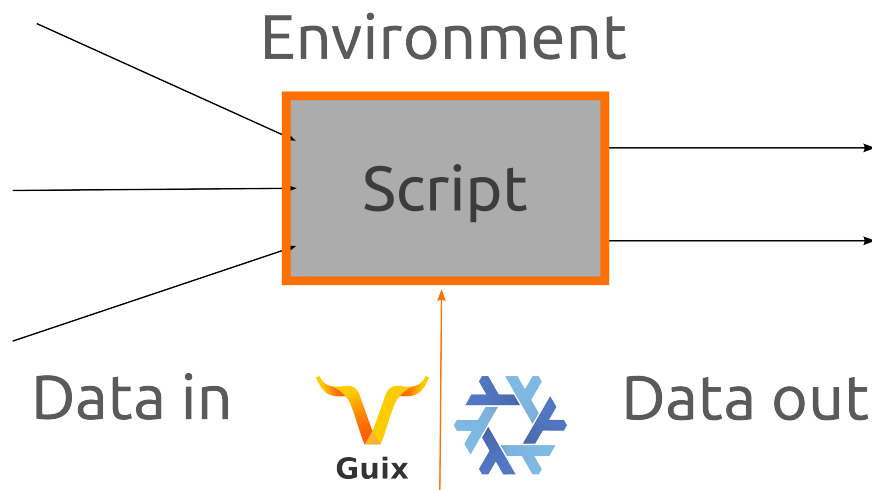 Environment
Script
Data in
Guix
Data out